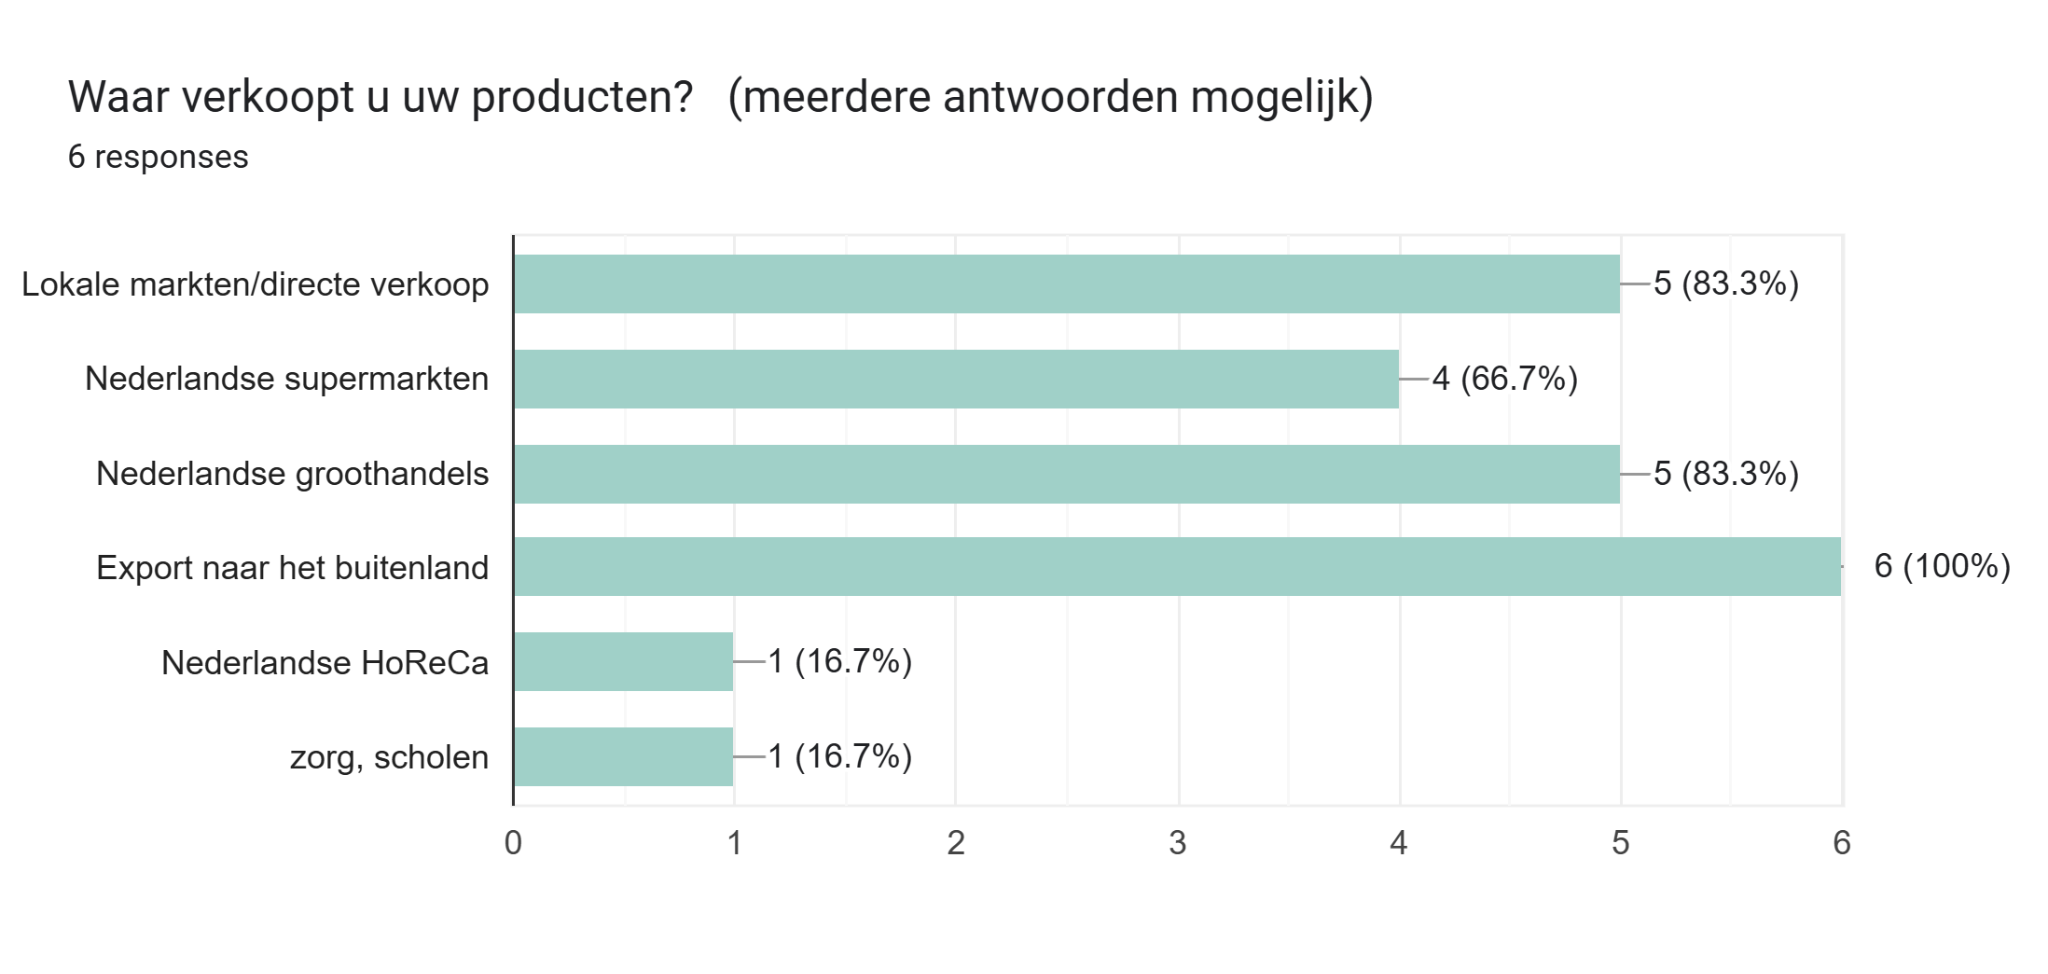 Waar verkoopt u uw producten?   (meerdere antwoorden mogelijk)
6 responses
Lokale markten/directe verkoop 5 (83.3%)
Nederlandse supermarkten 4 (66.7%)
Nederlandse groothandels 5 (83.3%)
Export naar het buitenland 6 (100%)
Nederlandse HoReCa 1 (16.7%)
zorg, scholen 1 (16.7%)
0 1 2 3 4 5 6